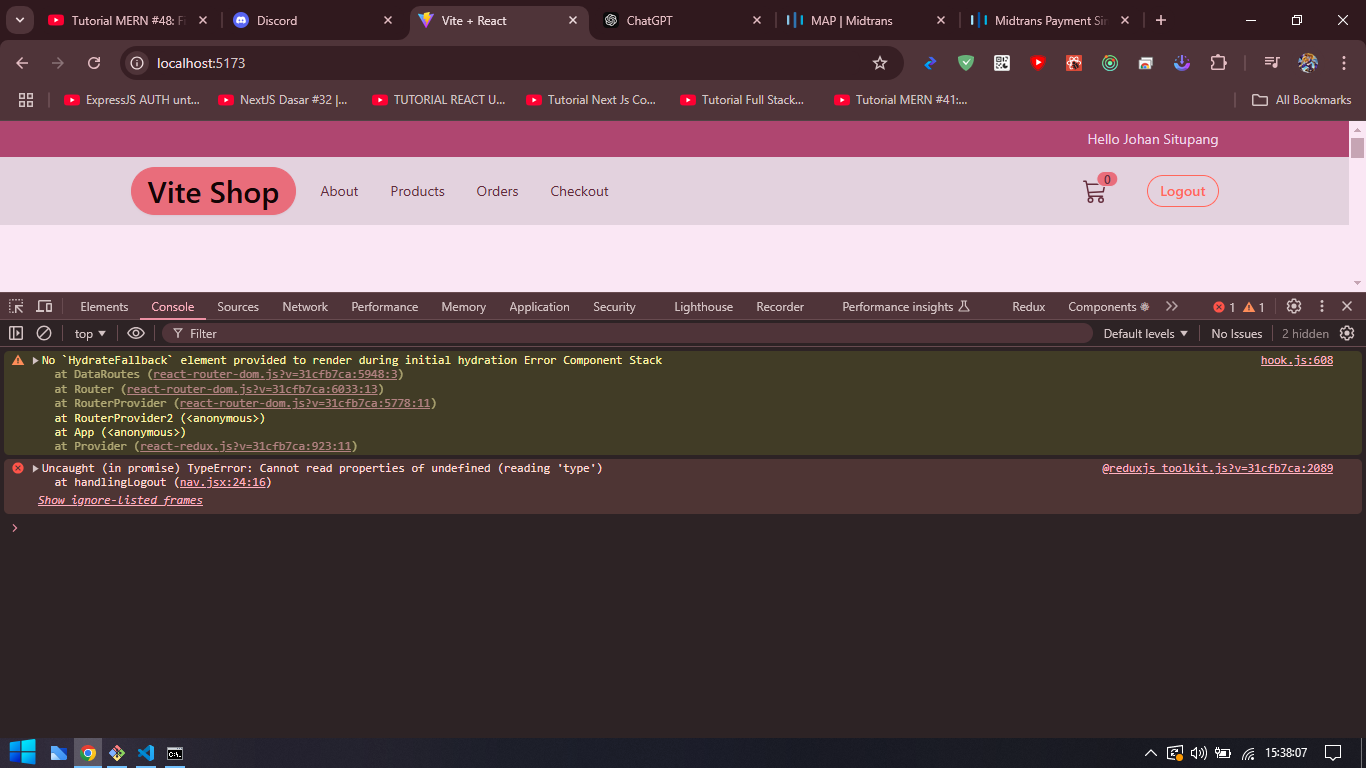 Tutorial MERN #48: Fi
Discord
Vite + React
ChatGPT
MAP | Midtrans
Midtrans Payment Sir
localhost:5173
ExpressJS AUTH unt...
NextJS Dasar #32 |...
TUTORIAL REACT U...
Tutorial Next Js Co...
Tutorial Full Stack...
Tutorial MERN #41:...
All Bookmarks
Hello Johan Situpang
Vite Shop
About
Products
Orders
Checkout
0
Logout
Elements
Console
Sources
Network
Performance
Memory
Application
Security
Lighthouse
Recorder
Performance insights
Redux
Components
1
1
top
Filter
Default levels
No Issues
2 hidden
No `HydrateFallback` element provided to render during initial hydration Error Component Stack
hook.js:608
at DataRoutes (react-router-dom.js?v=31cfb7ca:5948:3)
at Router (react-router-dom.js?v=31cfb7ca:6033:13)
at RouterProvider (react-router-dom.js?v=31cfb7ca:5778:11)
at RouterProvider2 (<anonymous>)
at App (<anonymous>)
at Provider (react-redux.js?v=31cfb7ca:923:11)
Uncaught (in promise) TypeError: Cannot read properties of undefined (reading 'type')
@reduxjs_toolkit.js?v=31cfb7ca:2089
at handlingLogout (nav.jsx:24:16)
Show ignore-listed frames
15:38:07